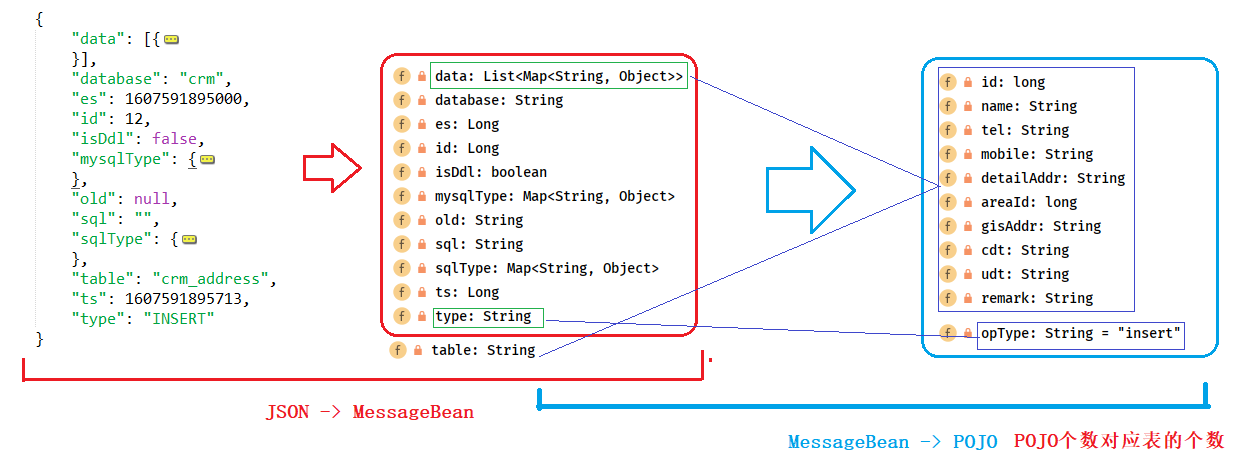 {
"data": [{
}],
"database": "crm",
"es": 1607591895000,
"id": 12,
"isDdl": false,
"mysqlType": {
},
"old": null,
"sql": "",
"sqlType": {
},
"table": "crm_address",
"ts": 1607591895713,
"type": "INSERT"
}
f data: List<Map<String, Object>>
f database: String
f es: Long
f id: Long
f isDdl: boolean
f mysqlType: Map<String, Object>
f old: String
f sql: String
f sqlType: Map<String, Object>
f ts: Long
f type: String
f table: String
f id: long
f name: String
f tel: String
f mobile: String
f detailAddr: String
f areaId: long
f gisAddr: String
f cdt: String
f udt: String
f remark: String
f opType: String = "insert"
JSON -> MessageBean
MessageBean -> POJO POJO个数对应表的个数